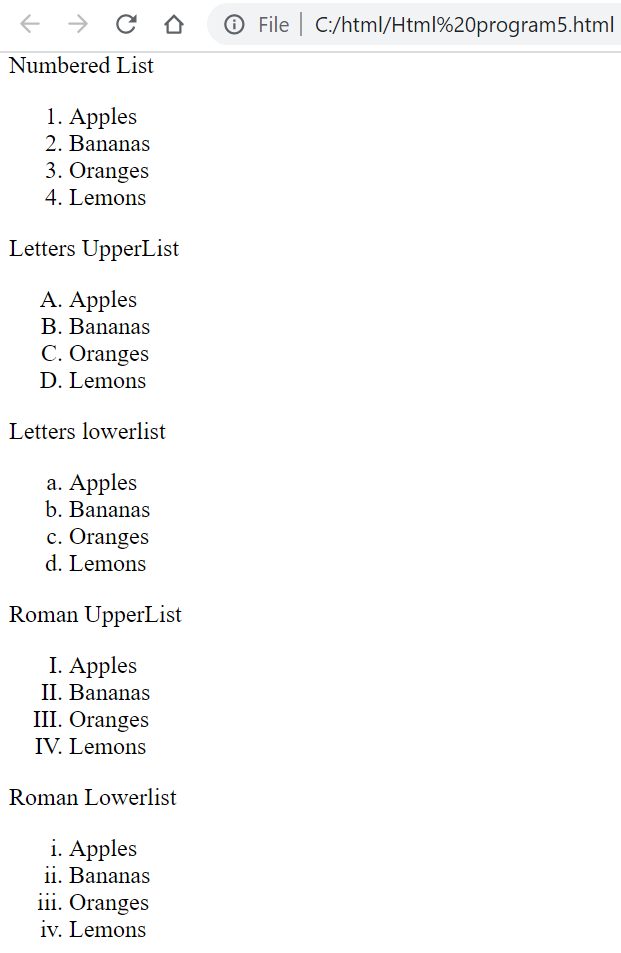 File | C:/html/Html%20program5.html
Numbered List
1. Apples
2. Bananas
3. Oranges
4. Lemons
Letters UpperList
A. Apples
B. Bananas
C. Oranges
D. Lemons
Letters lowerlist
a. Apples
b. Bananas
c. Oranges
d. Lemons
Roman UpperList
I. Apples
II. Bananas
III. Oranges
IV. Lemons
Roman Lowerlist
i. Apples
ii. Bananas
iii. Oranges
iv. Lemons